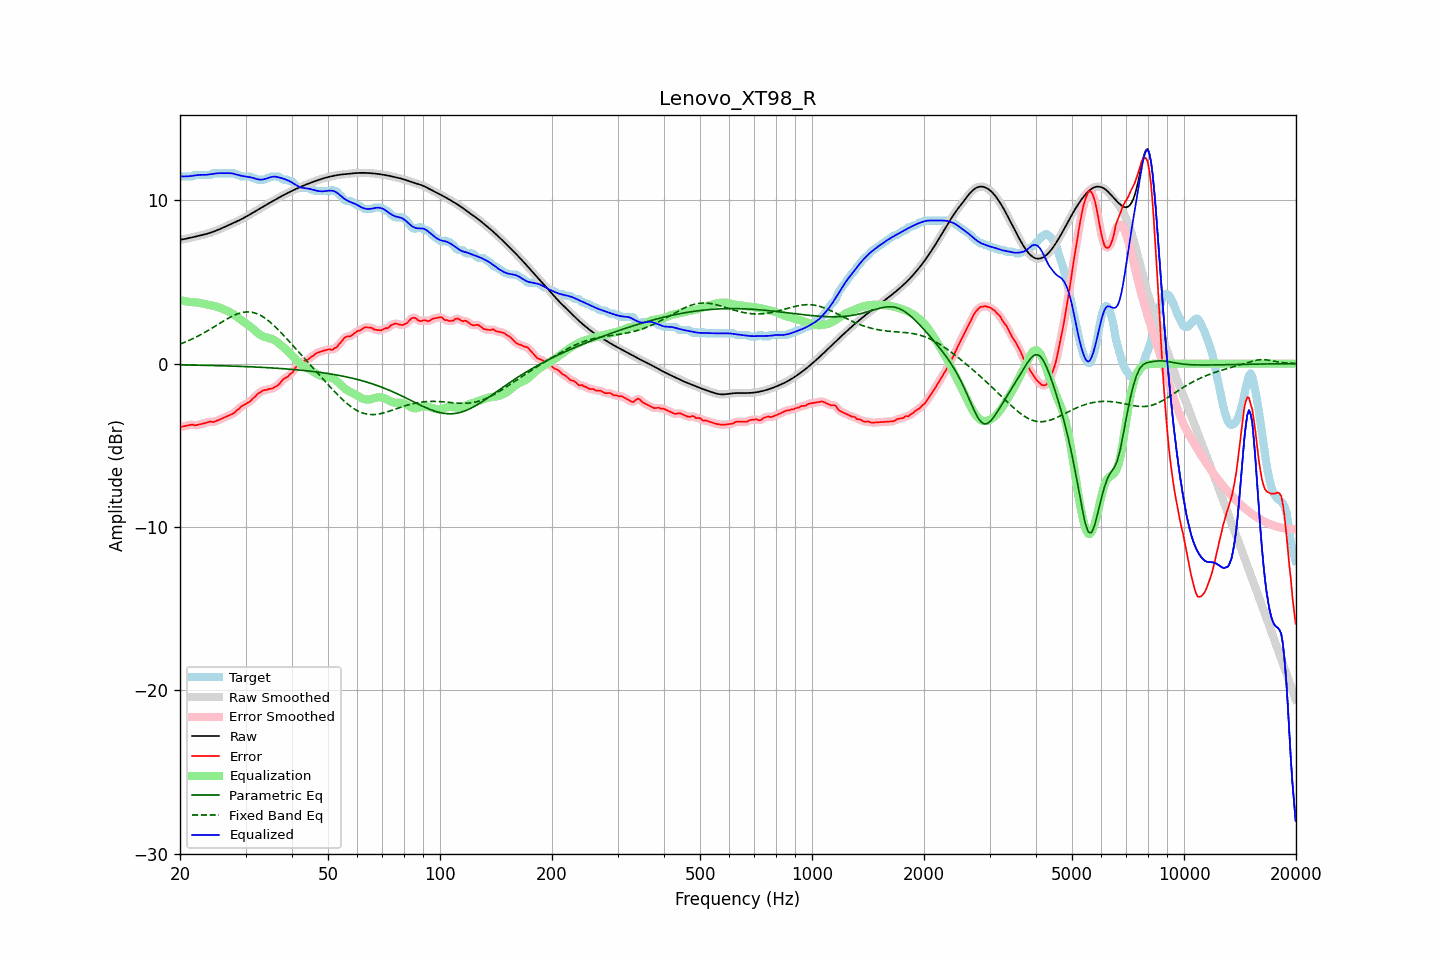 Lenovo_XT98_R
Amplitude (dBr)
10
0
−10
−20
−30
Target
Raw Smoothed
Error Smoothed
Raw
Error
Equalization
Parametric Eq
Fixed Band Eq
Equalized
20 50 100 200 500 1000 2000 5000 10000 20000
Frequency (Hz)